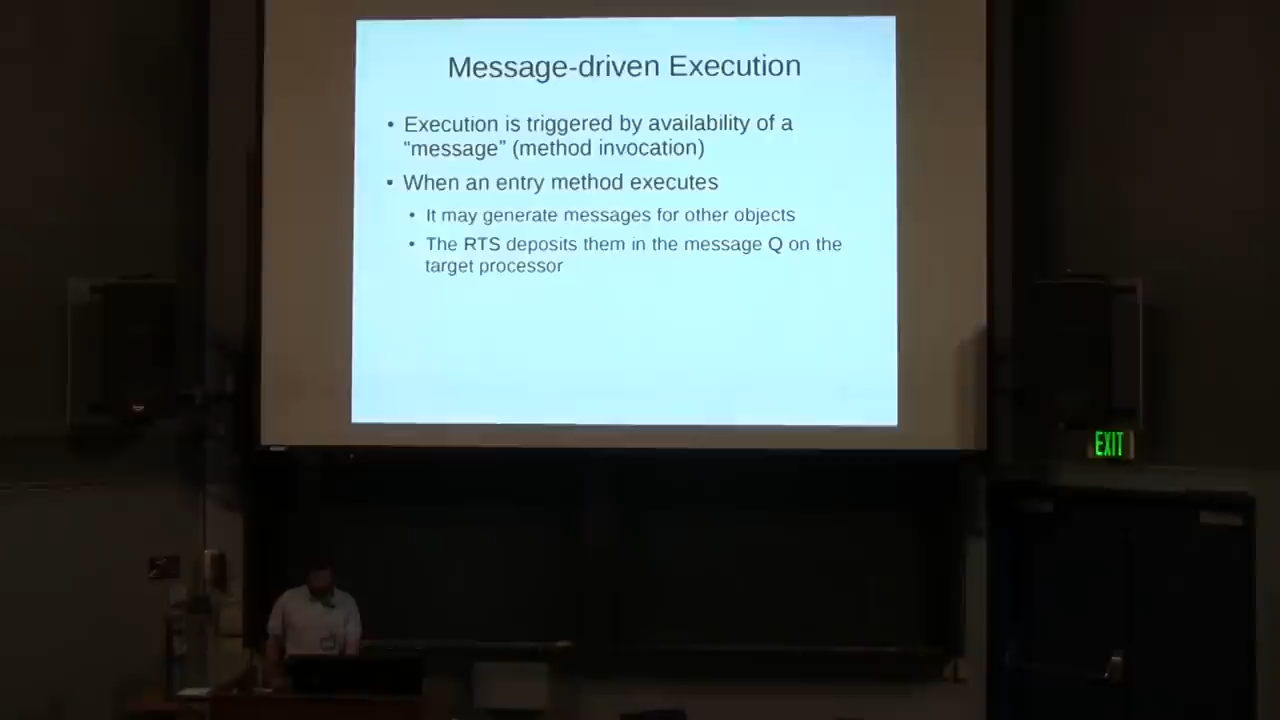 Message-driven Execution
• Execution is triggered by availability of a
“message” (method invocation)
• When an entry method executes
• It may generate messages for other objects
• The RTS deposits them in the message Q on the
target processor
EXIT